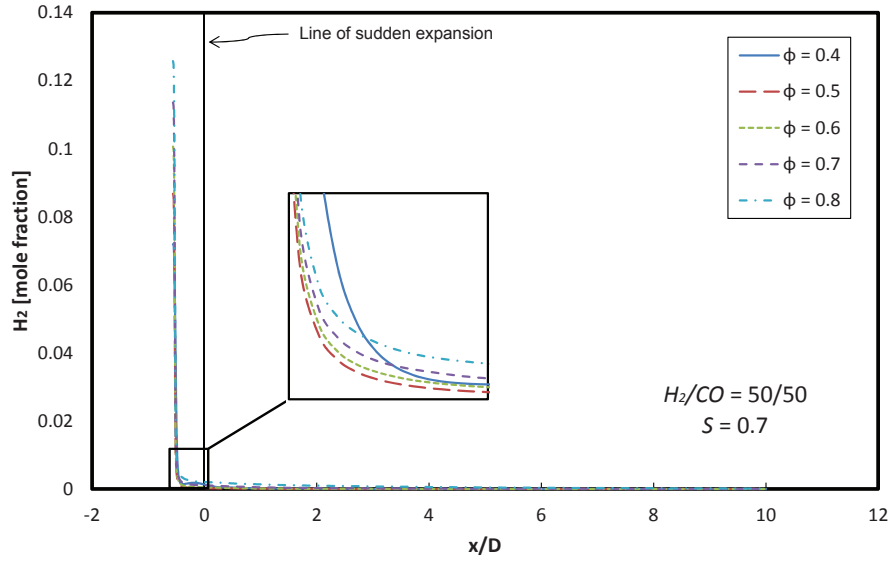 0.14
0.12
0.1
0.08
0.06
0.04
0.02
0
H2 [mole fraction]
Line of sudden expansion
ϕ = 0.4
ϕ = 0.5
ϕ = 0.6
ϕ = 0.7
ϕ = 0.8
H2/CO = 50/50
S = 0.7
-2 0 2 4 6 8 10 12
x/D